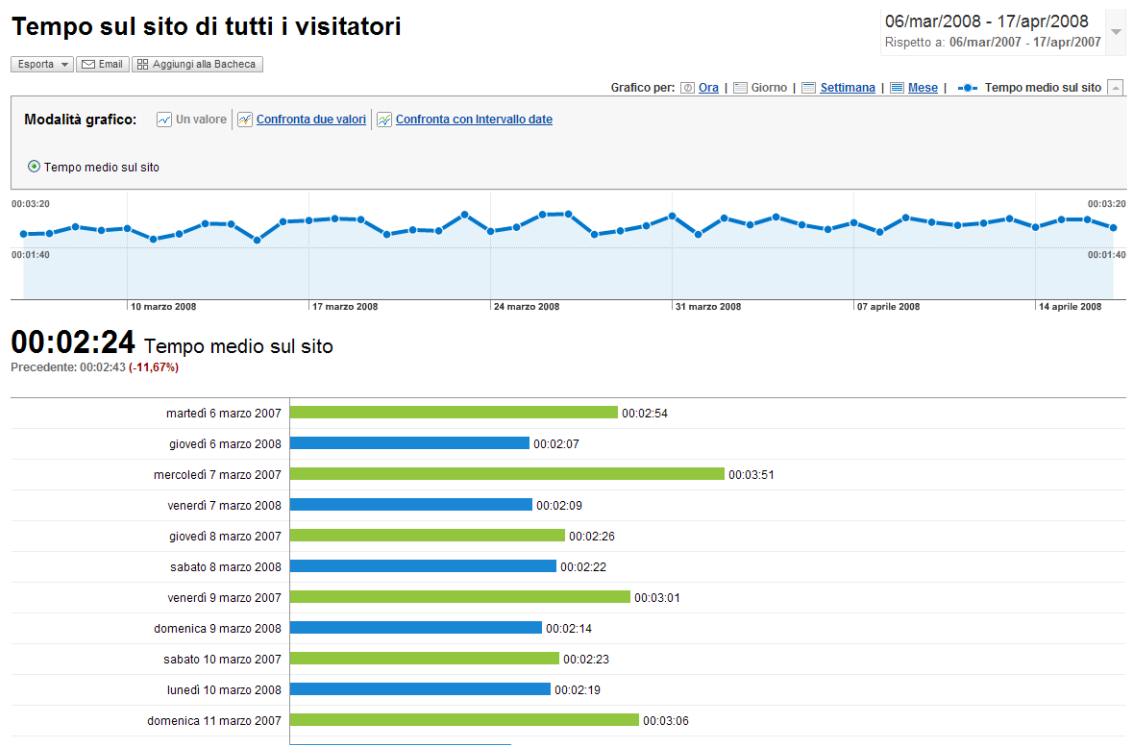 Tempo sul sito di tutti i visitatori
06/mar/2008 - 17/apr/2008
Rispetto a: 06/mar/2007 - 17/apr/2007
Esporta Email Aggiungi alla Bacheca
Grafico per: Ora | Giorno | Settimana | Mese | Tempo medio sul sito
Modalità grafico: Un valore Confronta due valori Confronta con Intervallo date
Tempo medio sul sito
00:03:20 00:03:20
00:01:40 00:01:40
10 marzo 2008 17 marzo 2008 24 marzo 2008 31 marzo 2008 07 aprile 2008 14 aprile 2008
00:02:24 Tempo medio sul sito
Precedente: 00:02:43 (-11,67%)
martedì 6 marzo 2007 00:02:54
giovedì 6 marzo 2008 00:02:07
mercoledì 7 marzo 2007 00:03:51
venerdì 7 marzo 2008 00:02:09
giovedì 8 marzo 2007 00:02:26
sabato 8 marzo 2008 00:02:22
venerdì 9 marzo 2007 00:03:01
domenica 9 marzo 2008 00:02:14
sabato 10 marzo 2007 00:02:23
lunedì 10 marzo 2008 00:02:19
domenica 11 marzo 2007 00:03:06